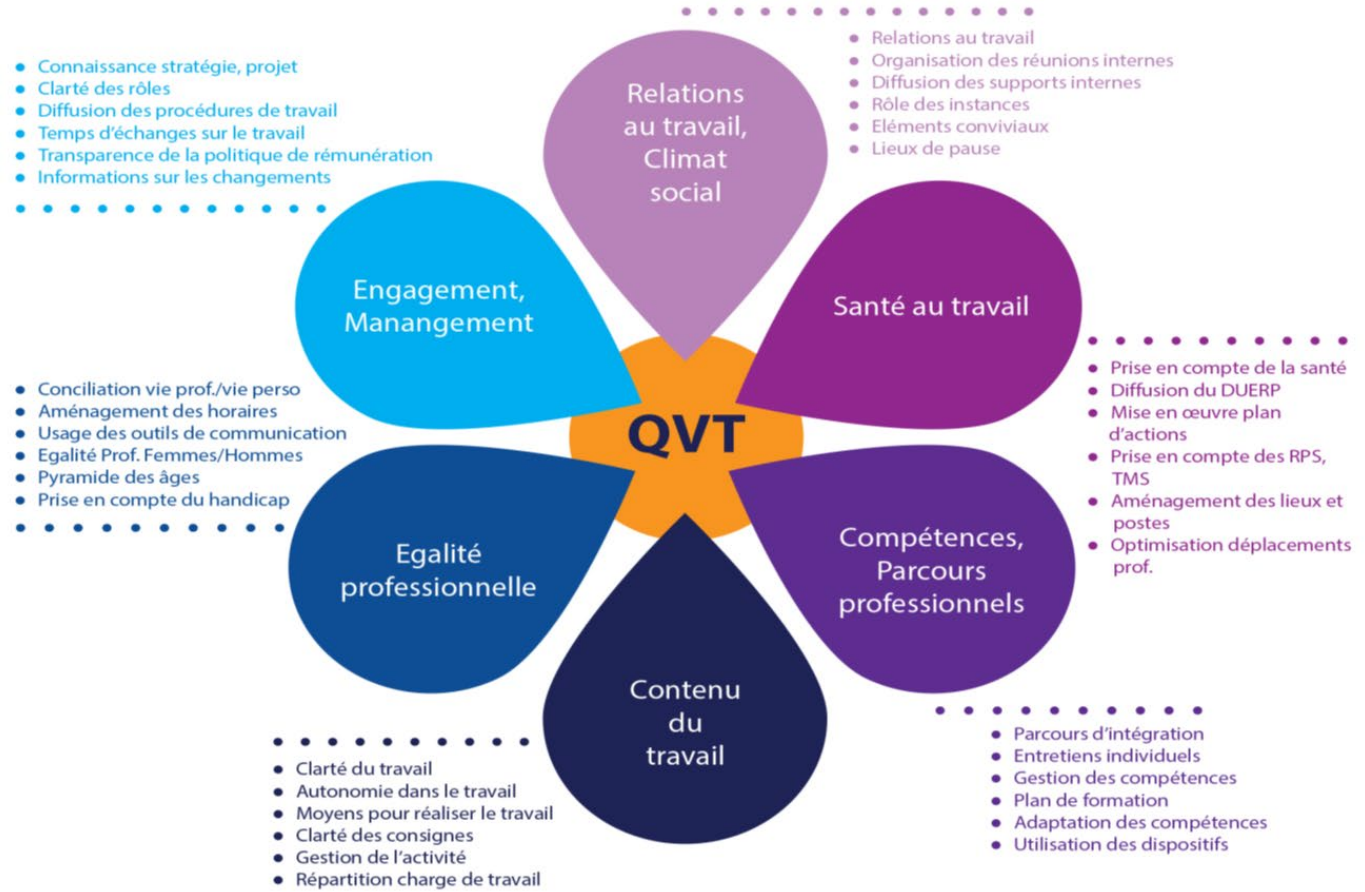 Relations
au travail,
Climat
social
• Relations au travail
• Organisation des réunions internes
• Diffusion des supports internes
• Rôle des instances
• Eléments conviviaux
• Lieux de pause
Santé au travail
• Prise en compte de la santé
• Diffusion du DUERP
• Mise en œuvre plan
d'actions
• Prise en compte des RPS,
TMS
• Aménagement des lieux et
postes
• Optimisation déplacements
prof.
Compétences,
Parcours
professionnels
• Parcours d'intégration
• Entretiens individuels
• Gestion des compétences
• Plan de formation
• Adaptation des compétences
• Utilisation des dispositifs
Contenu
du
travail
• Clarté du travail
• Autonomie dans le travail
• Moyens pour réaliser le travail
• Clarté des consignes
• Gestion de l'activité
• Répartition charge de travail
Egalité
professionnelle
• Conciliation vie prof./vie perso
• Aménagement des horaires
• Usage des outils de communication
• Egalité Prof. Femmes/Hommes
• Pyramide des âges
• Prise en compte du handicap
Engagement,
Manangement
• Connaissance stratégie, projet
• Clarté des rôles
• Diffusion des procédures de travail
• Temps d'échanges sur le travail
• Transparence de la politique de rémunération
• Informations sur les changements
QVT